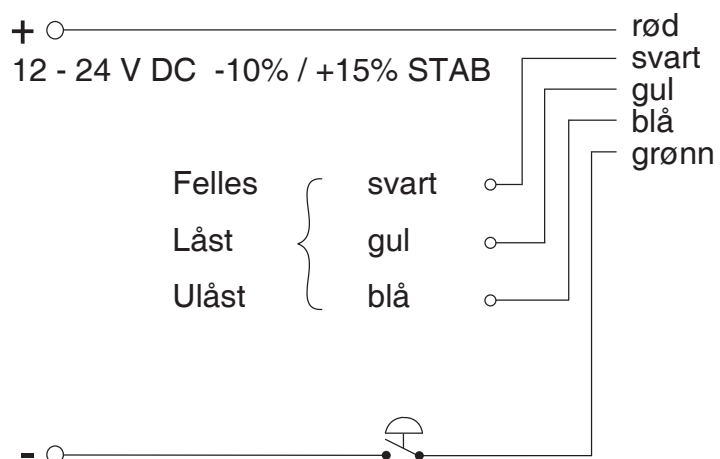 + rød
12 - 24 V DC -10% / +15% STAB svart
gul
blå
grønn
Felles svart
Låst gul
Ulåst blå
-